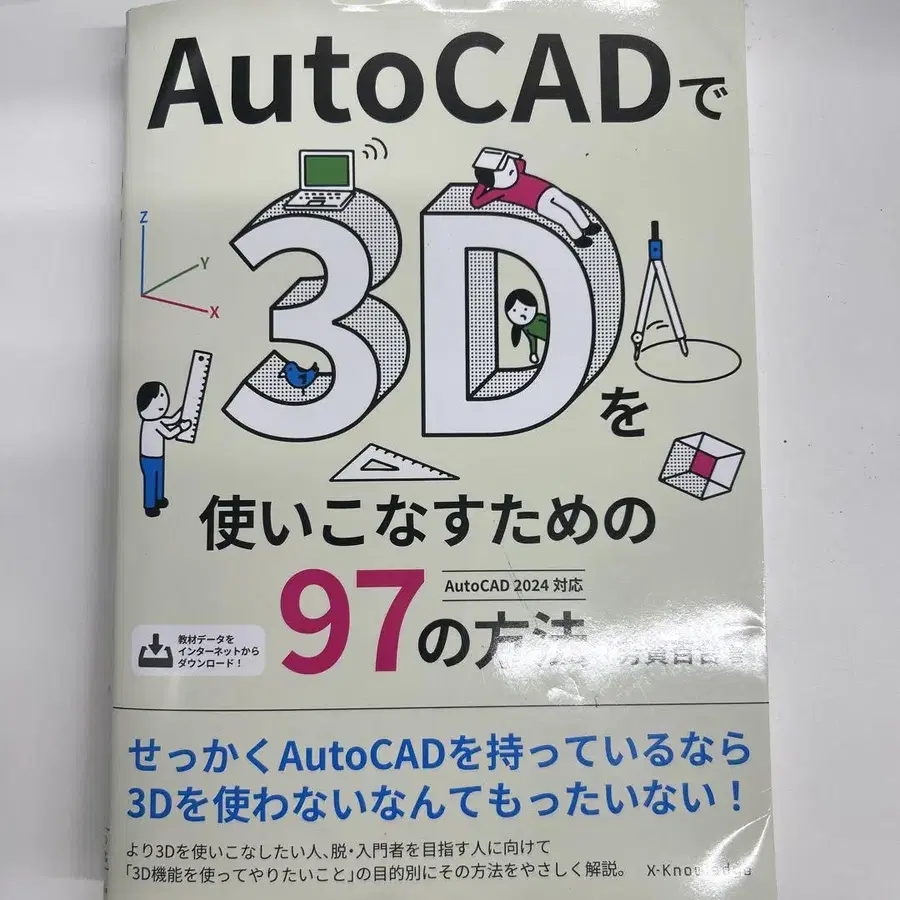 AutoCADで
3Dを
Z
Y
X
使いこなすための
AutoCAD 2024 対応
97の方法
教材データを
インターネットから
ダウンロード！
せっかくAutoCADを持っているなら
3Dを使わないなんてもったいない！
より3Dを使いこなしたい人、脱・入門者を目指す人に向けて
「3D機能を使ってやりたいこと」の目的別にその方法をやさしく解説。 X-Knowledge